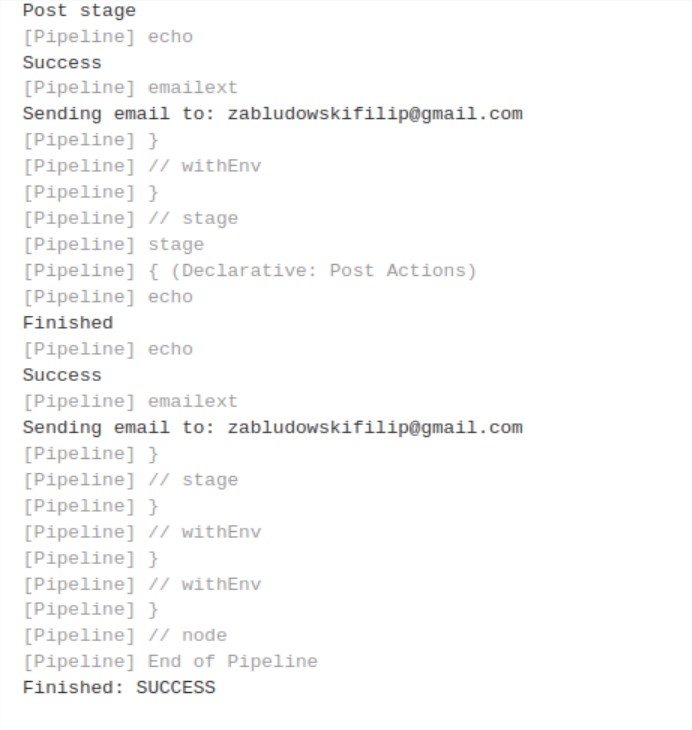 Post stage
[Pipeline] echo
Success
[Pipeline] emailext
Sending email to: zabludowskifilip@gmail.com
[Pipeline] }
[Pipeline] // withEnv
[Pipeline] }
[Pipeline] // stage
[Pipeline] stage
[Pipeline] { (Declarative: Post Actions)
[Pipeline] echo
Finished
[Pipeline] echo
Success
[Pipeline] emailext
Sending email to: zabludowskifilip@gmail.com
[Pipeline] }
[Pipeline] // stage
[Pipeline] }
[Pipeline] // withEnv
[Pipeline] }
[Pipeline] // withEnv
[Pipeline] }
[Pipeline] // node
[Pipeline] End of Pipeline
Finished: SUCCESS